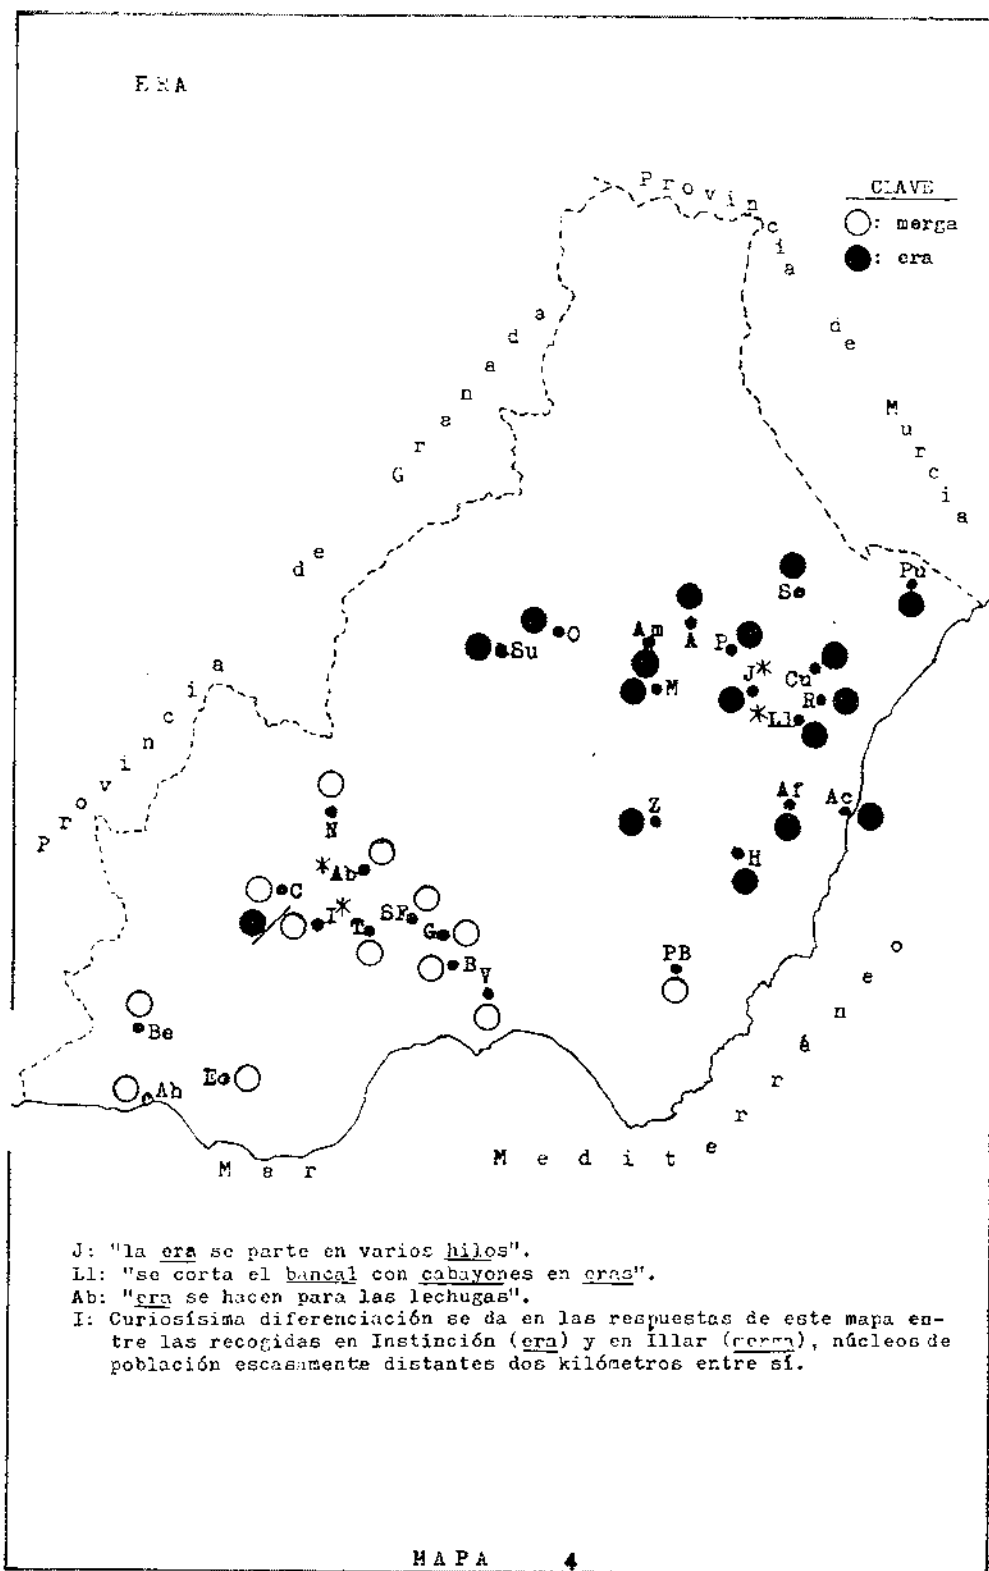 ERA
Provincia de Murcia
CLAVE
: merga
: era
Provincia de Granada
S
Pu
O
Su
Am
A
P
J *
Cu
M
R
* Ll
Z
Af
Ac
H
N
* Ab
C
I *
T
SF
G
B
V
PB
Be
E
Ah
Mar Mediterráneo
J: "la era se parte en varios hilos".
Ll: "se corta el bancal con cabayones en eras".
Ab: "era se hacen para las lechugas".
I: Curiosísima diferenciación se da en las respuestas de este mapa en-
tre las recogidas en Instinción (era) y en Illar (merga), núcleos de
población escasamente distantes dos kilómetros entre sí.
MAPA 4